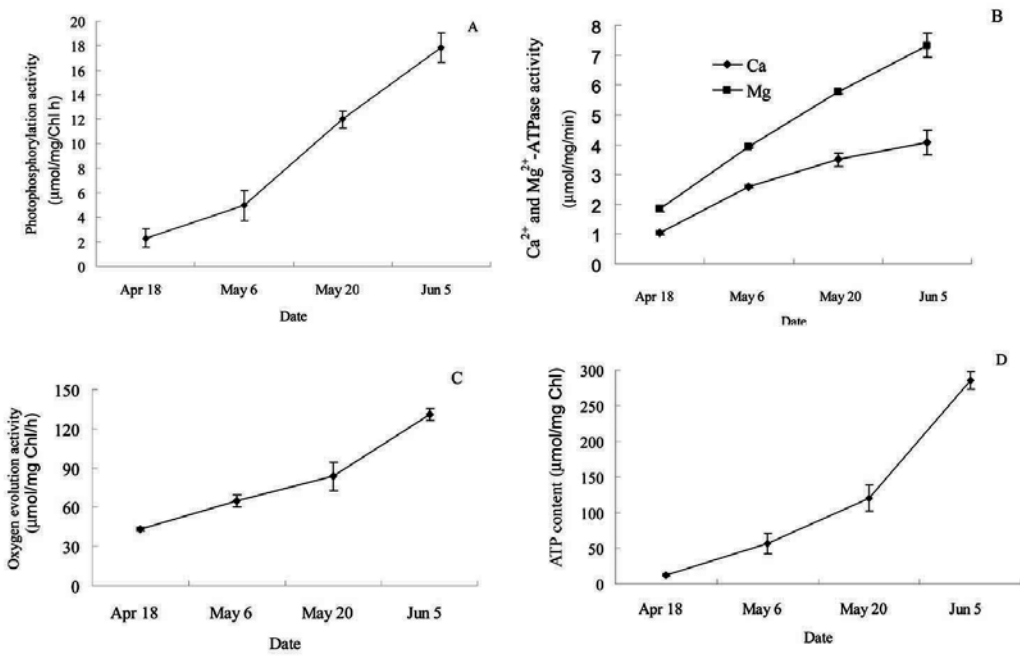 A
Photophosphorylation activity
(μmol/mg/Chl h)
20
18
16
14
12
10
8
6
4
2
0
Apr 18 May 6 May 20 Jun 5
Date
B
Ca²⁺ and Mg²⁺-ATPase activity
(μmol/mg/min)
8
7
6
5
4
3
2
1
0
Ca
Mg
Apr 18 May 6 May 20 Jun 5
Date
C
Oxygen evolution activity
(μmol/mg Chl/h)
150
120
90
60
30
0
Apr 18 May 6 May 20 Jun 5
Date
D
ATP content (μmol/mg Chl)
300
250
200
150
100
50
0
Apr 18 May 6 May 20 Jun 5
Date